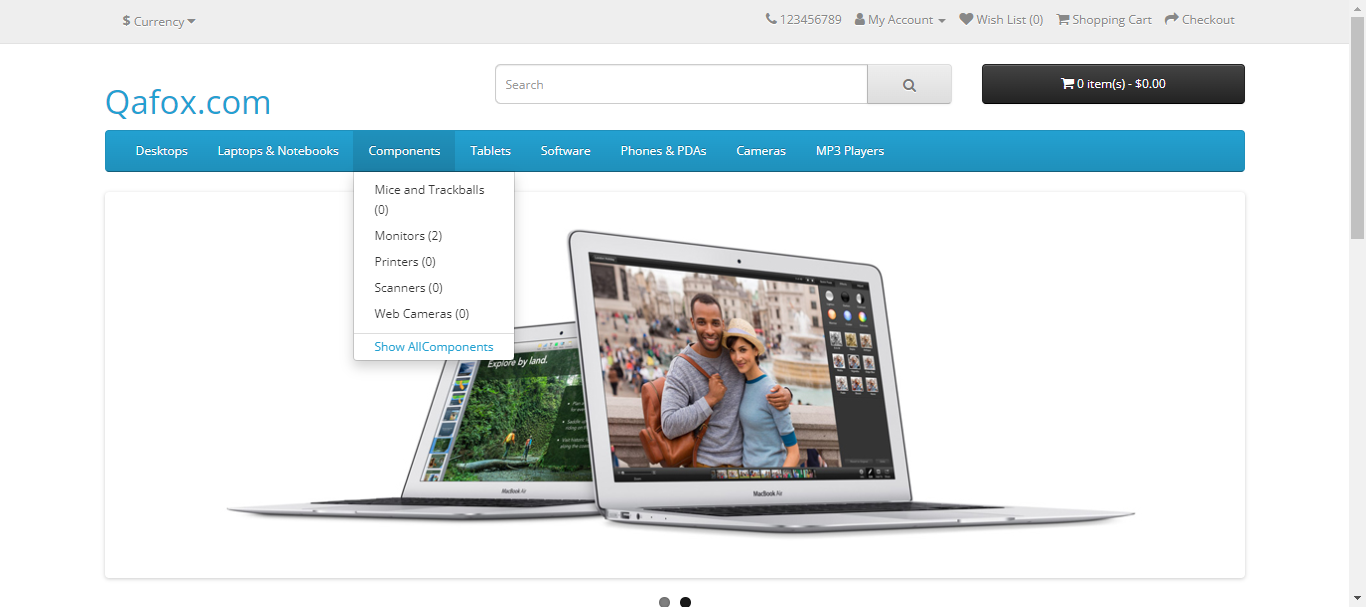 $ Currency
123456789 My Account Wish List (0) Shopping Cart Checkout
Qafox.com
Search
0 item(s) - $0.00
Desktops Laptops & Notebooks Components Tablets Software Phones & PDAs Cameras MP3 Players
Mice and Trackballs
(0)
Monitors (2)
Printers (0)
Scanners (0)
Web Cameras (0)
Show AllComponents
Explore by land.
MacBook Air
MacBook Air